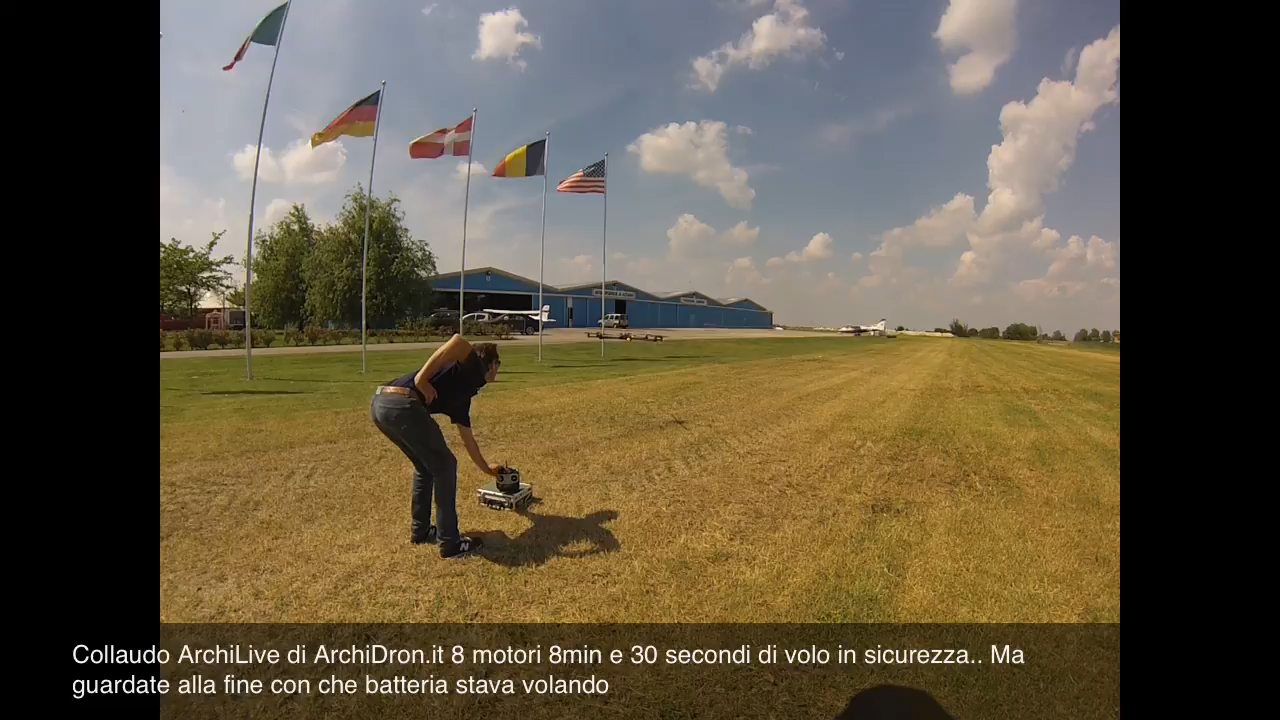 Collaudo ArchiLive di ArchiDron.it 8 motori 8min e 30 secondi di volo in sicurezza.. Ma
guardate alla fine con che batteria stava volando